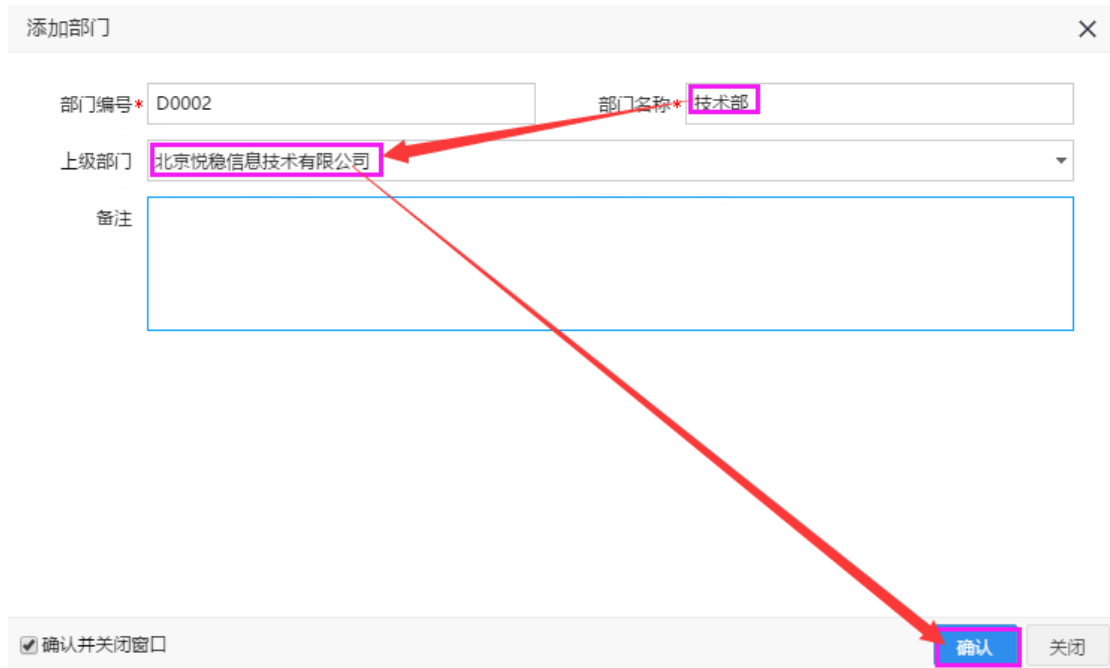 添加部门
部门编号* D0002 部门名称* 技术部
上级部门 北京悦稳信息技术有限公司
备注
确认并关闭窗口 确认 关闭